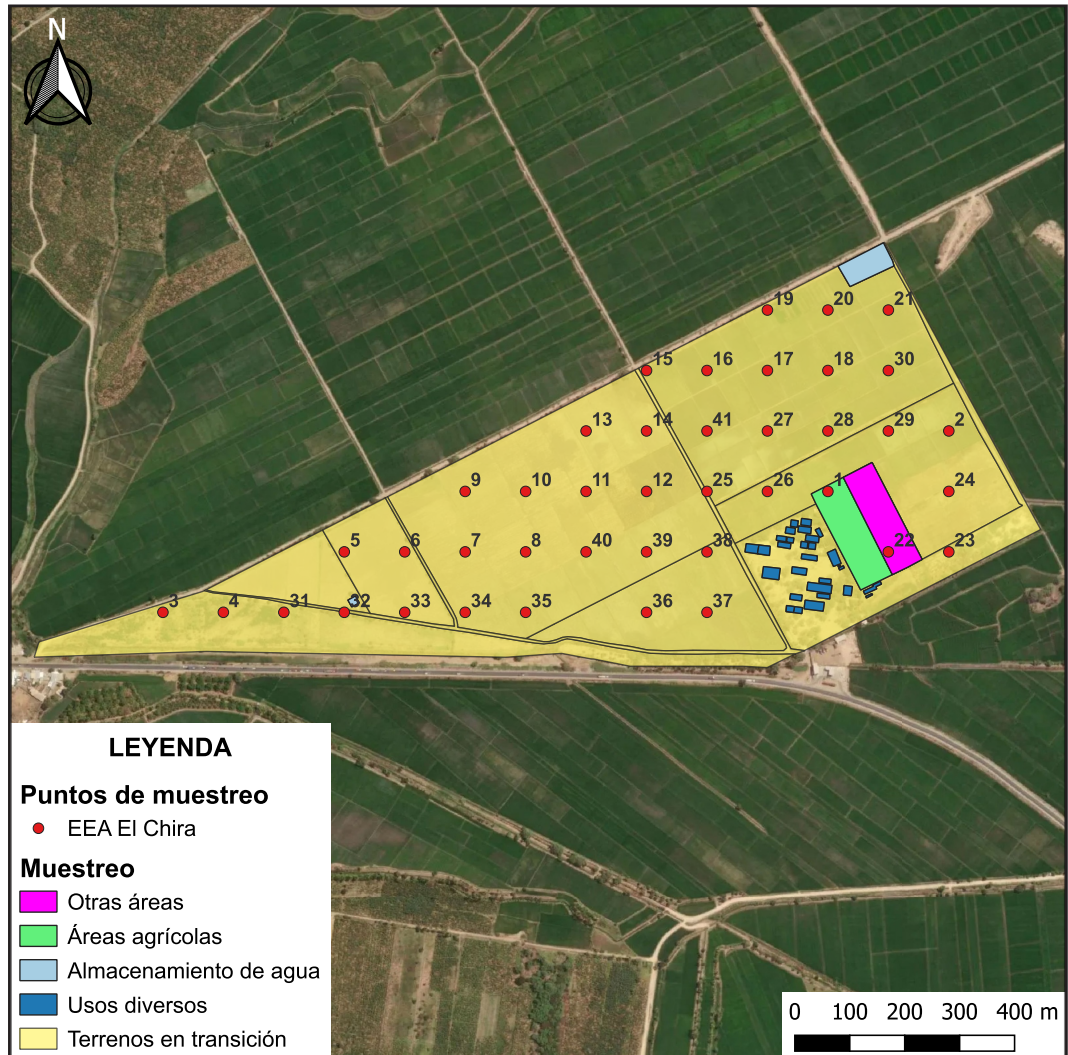 N
19 20 21
15 16 17 18 30
13 14 41 27 28 29 2
9 10 11 12 25 26 1 24
5 6 7 8 40 39 38 22 23
3 4 31 32 33 34 35 36 37
LEYENDA
Puntos de muestreo
EEA El Chira
Muestreo
Otras áreas
Áreas agrícolas
Almacenamiento de agua
Usos diversos
Terrenos en transición
0 100 200 300 400 m